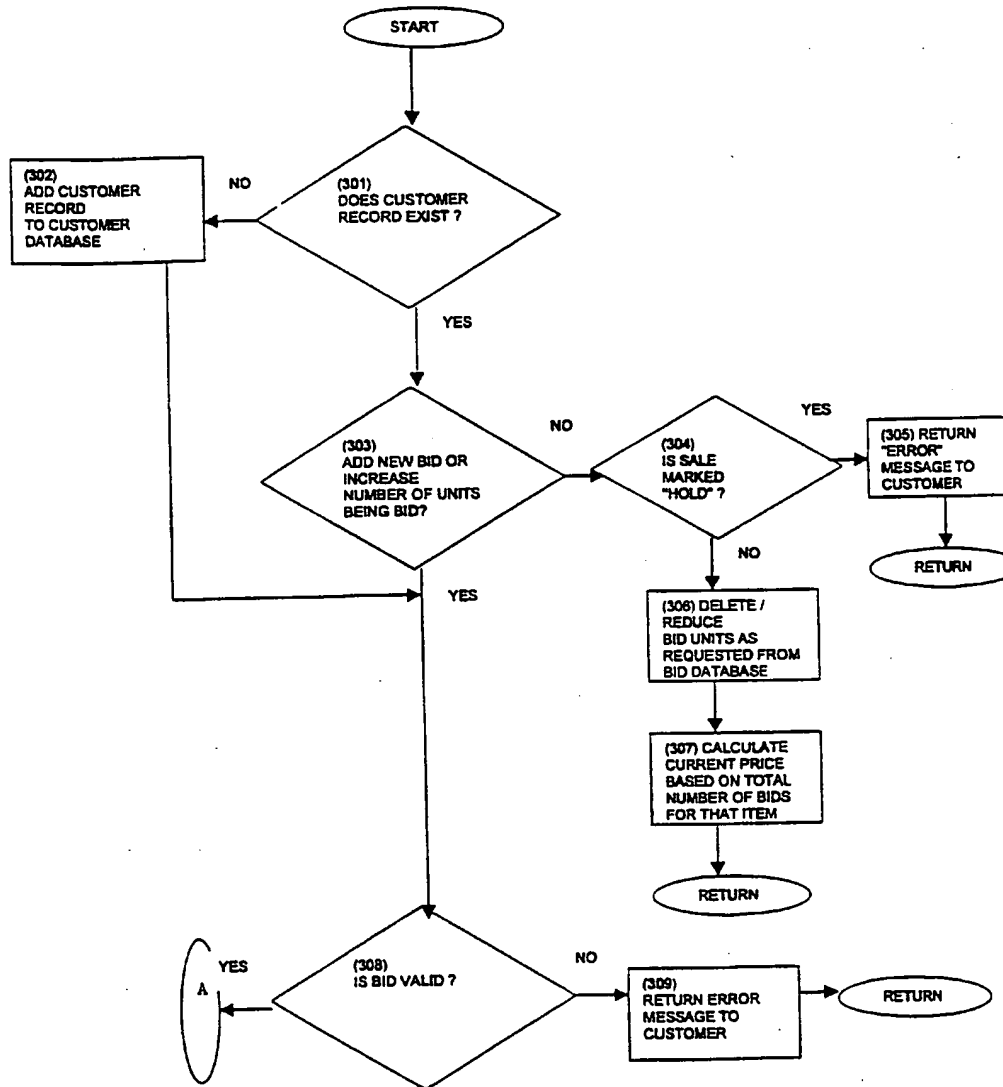 START
(302)
ADD CUSTOMER
RECORD
TO CUSTOMER
DATABASE
NO
(301)
DOES CUSTOMER
RECORD EXIST ?
YES
(303)
ADD NEW BID OR
INCREASE
NUMBER OF UNITS
BEING BID?
NO
(304)
IS SALE
MARKED
"HOLD" ?
YES
(305) RETURN
"ERROR"
MESSAGE TO
CUSTOMER
RETURN
NO
YES
(306) DELETE /
REDUCE
BID UNITS AS
REQUESTED FROM
BID DATABASE
(307) CALCULATE
CURRENT PRICE
BASED ON TOTAL
NUMBER OF BIDS
FOR THAT ITEM
RETURN
A
YES
(308)
IS BID VALID ?
NO
(309)
RETURN ERROR
MESSAGE TO
CUSTOMER
RETURN